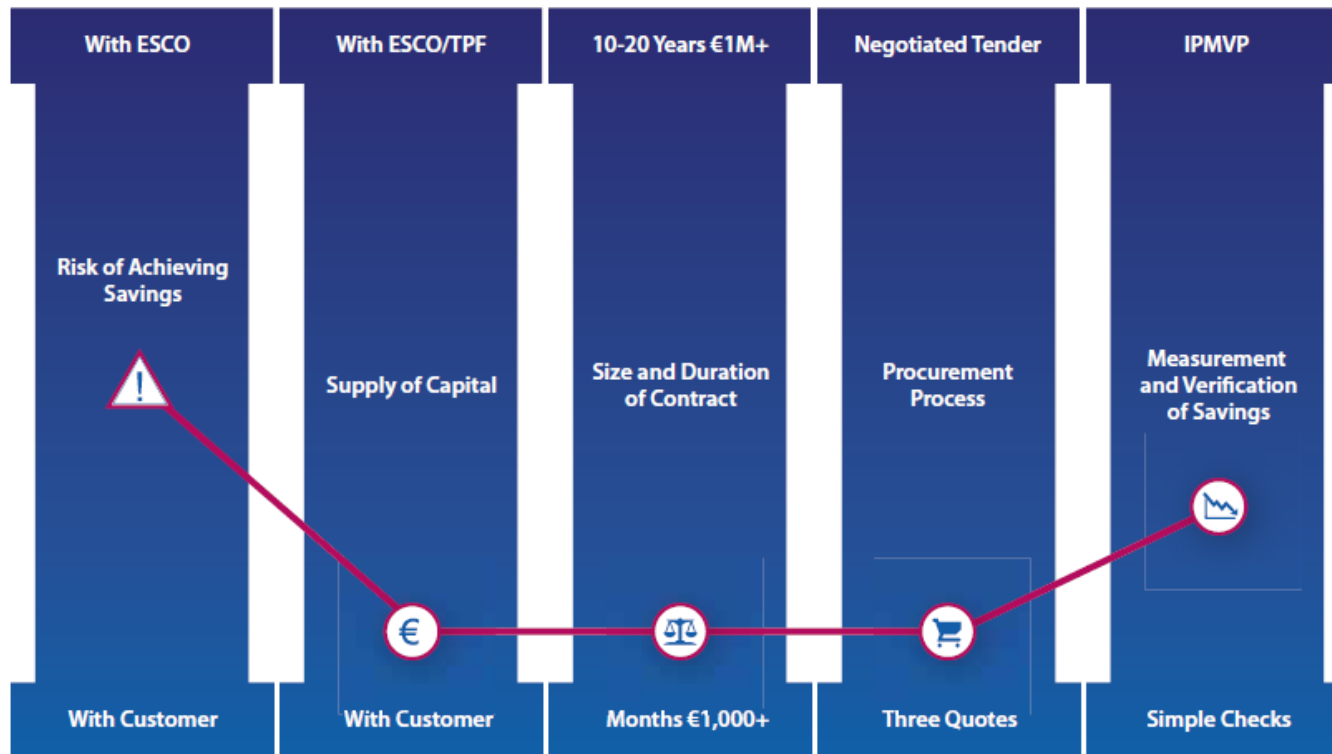 With ESCO
With ESCO/TPF
10-20 Years €1M+
Negotiated Tender
IPMVP
Risk of Achieving
Savings
!
Supply of Capital
Size and Duration
of Contract
Procurement
Process
Measurement
and Verification
of Savings
€
With Customer
With Customer
Months €1,000+
Three Quotes
Simple Checks